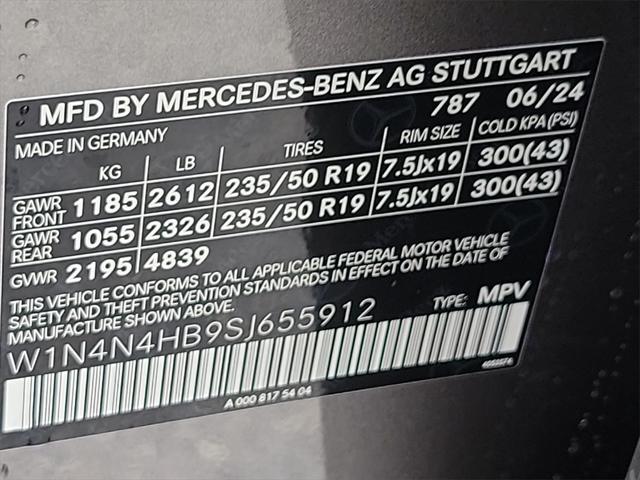 MFD BY MERCEDES-BENZ AG STUTTGART
787 06/24
MADE IN GERMANY
KG LB TIRES RIM SIZE COLD KPA(PSI)
GAWR FRONT 1185 2612 235/50 R19 7.5Jx19 300(43)
GAWR REAR 1055 2326 235/50 R19 7.5Jx19 300(43)
GVWR 2195 4839
THIS VEHICLE CONFORMS TO ALL APPLICABLE FEDERAL MOTOR VEHICLE
SAFETY AND THEFT PREVENTION STANDARDS IN EFFECT ON THE DATE OF
MANUFACTURE SHOWN ABOVE. TYPE: MPV
W1N4N4HB9SJ655912
A 000 817 54 04